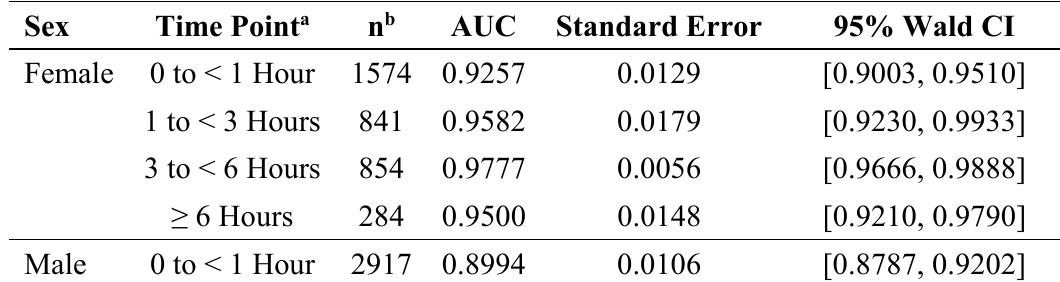 Sex Time Pointᵃ nᵇ AUC Standard Error 95% Wald CI
Female 0 to < 1 Hour 1574 0.9257 0.0129 [0.9003, 0.9510]
1 to < 3 Hours 841 0.9582 0.0179 [0.9230, 0.9933]
3 to < 6 Hours 854 0.9777 0.0056 [0.9666, 0.9888]
≥ 6 Hours 284 0.9500 0.0148 [0.9210, 0.9790]
Male 0 to < 1 Hour 2917 0.8994 0.0106 [0.8787, 0.9202]